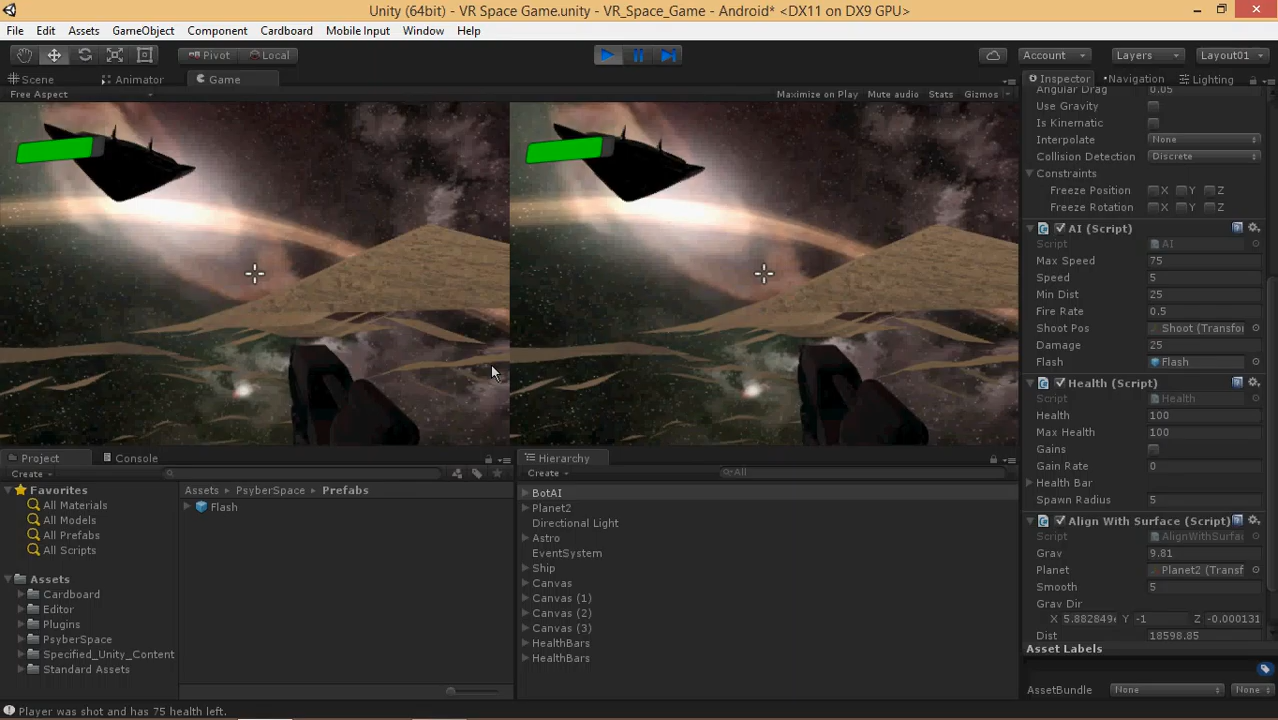 Unity (64bit) - VR Space Game.unity - VR_Space_Game - Android* <DX11 on DX9 GPU>
File Edit Assets GameObject Component Cardboard Mobile Input Window Help
Pivot Local Account Layers Layout01
Scene Animator Game Inspector Navigation Lighting
Free Aspect Maximize on Play Mute audio Stats Gizmos
Angular Drag 0.05
Use Gravity
Is Kinematic
Interpolate None
Collision Detection Discrete
Constraints
Freeze Position X Y Z
Freeze Rotation X Y Z
AI (Script)
Script AI
Max Speed 75
Speed 5
Min Dist 25
Fire Rate 0.5
Shoot Pos Shoot (Transfor
Damage 25
Flash Flash
Health (Script)
Script Health
Health 100
Max Health 100
Gains
Gain Rate 0
Health Bar
Spawn Radius 5
Align With Surface (Script)
Script AlignWithSurfac
Grav 9.81
Planet Planet2 (Transf
Smooth 5
Grav Dir
X 5.882849 Y -1 Z -0.000131
Dist 18598.85
Asset Labels
AssetBundle None None
Project Console
Create
Favorites
All Materials
All Models
All Prefabs
All Scripts
Assets
Cardboard
Editor
Plugins
PsyberSpace
Specified_Unity_Content
Standard Assets
Assets PsyberSpace Prefabs
Flash
Hierarchy
Create All
BotAI
Planet2
Directional Light
Astro
EventSystem
Ship
Canvas
Canvas (1)
Canvas (2)
Canvas (3)
HealthBars
HealthBars
Player was shot and has 75 health left.